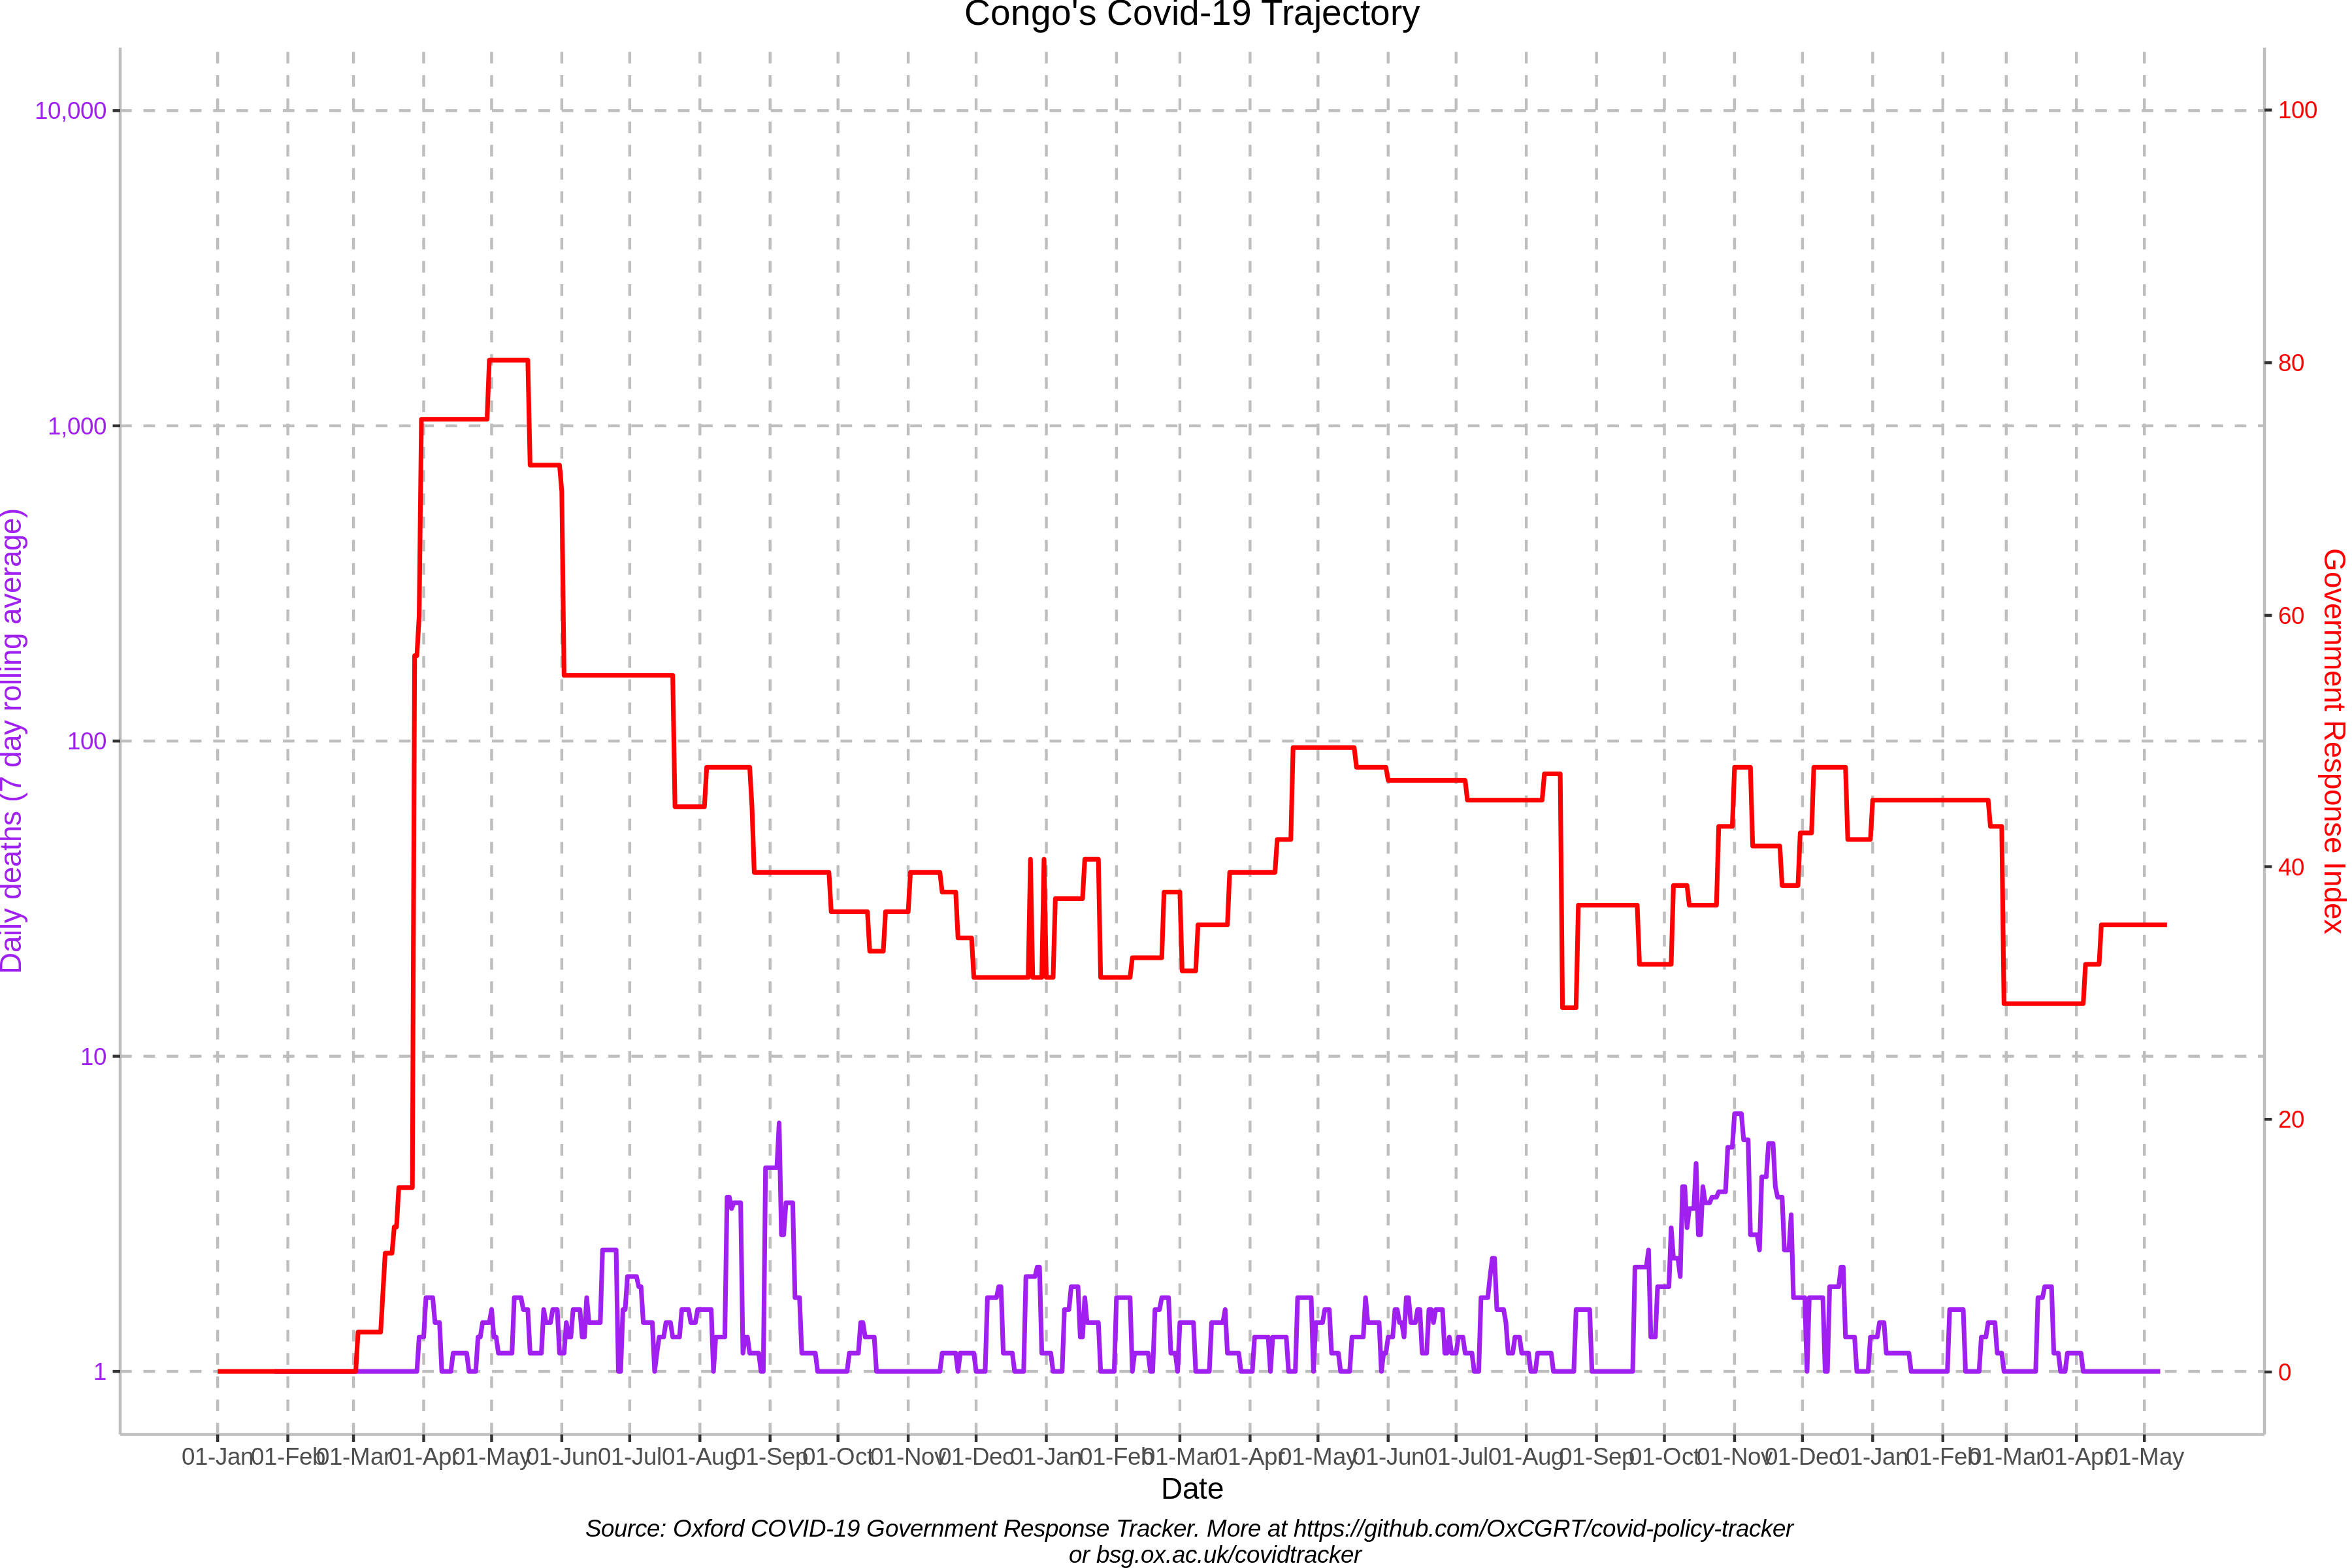 Congo's Covid-19 Trajectory
10,000
1,000
100
10
1
Daily deaths (7 day rolling average)
100
80
60
40
20
0
Government Response Index
01-Jan 01-Feb 01-Mar 01-Apr 01-May 01-Jun 01-Jul 01-Aug 01-Sep 01-Oct 01-Nov 01-Dec 01-Jan 01-Feb 01-Mar 01-Apr 01-May 01-Jun 01-Jul 01-Aug 01-Sep 01-Oct 01-Nov 01-Dec 01-Jan 01-Feb 01-Mar 01-Apr 01-May
Date
Source: Oxford COVID-19 Government Response Tracker. More at https://github.com/OxCGRT/covid-policy-tracker
or bsg.ox.ac.uk/covidtracker